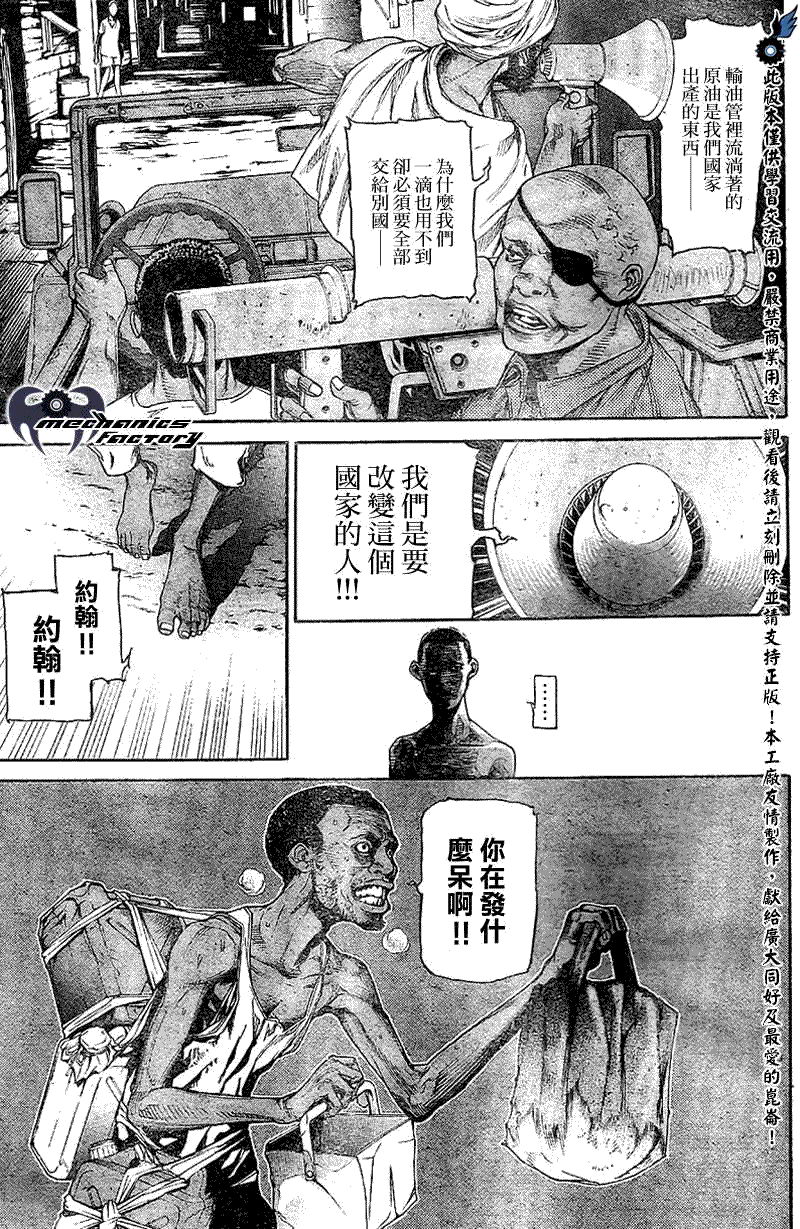 輸油管裡流淌著的
原油是我們國家
出產的東西——
為什麼我們
一滴也用不到
卻必須要全部
交給別國——
我們是要
改變這個
國家的人!!!
……
約翰!!
約翰!!
你在發什
麼呆啊!!
mechanics
factory
此版本僅供學習交流用，嚴禁商業用途，觀看後請立刻刪除並請支持正版！本工廠友情製作，獻給廣大同好及最愛的崑崙！